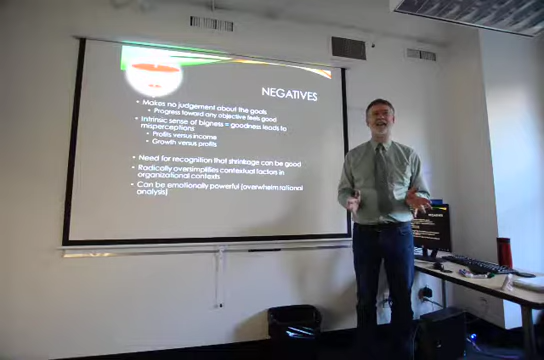 NEGATIVES
• Makes no judgement about the goals
• Progress toward any objective feels good
• Intrinsic sense of bigness = goodness leads to
misperceptions
• Profits versus income
• Growth versus profits
• Need for recognition that shrinkage can be good
• Radically oversimplifies contextual factors in
organizational contexts
• Can be emotionally powerful (overwhelm rational
analysis)
NEGATIVES